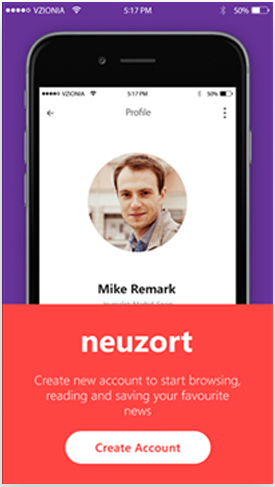 VZIONIA 5:17 PM 50%
VZIONIA 5:17 PM 50%
Profile
Mike Remark
neuzort
Create new account to start browsing,
reading and saving your favourite
news
Create Account